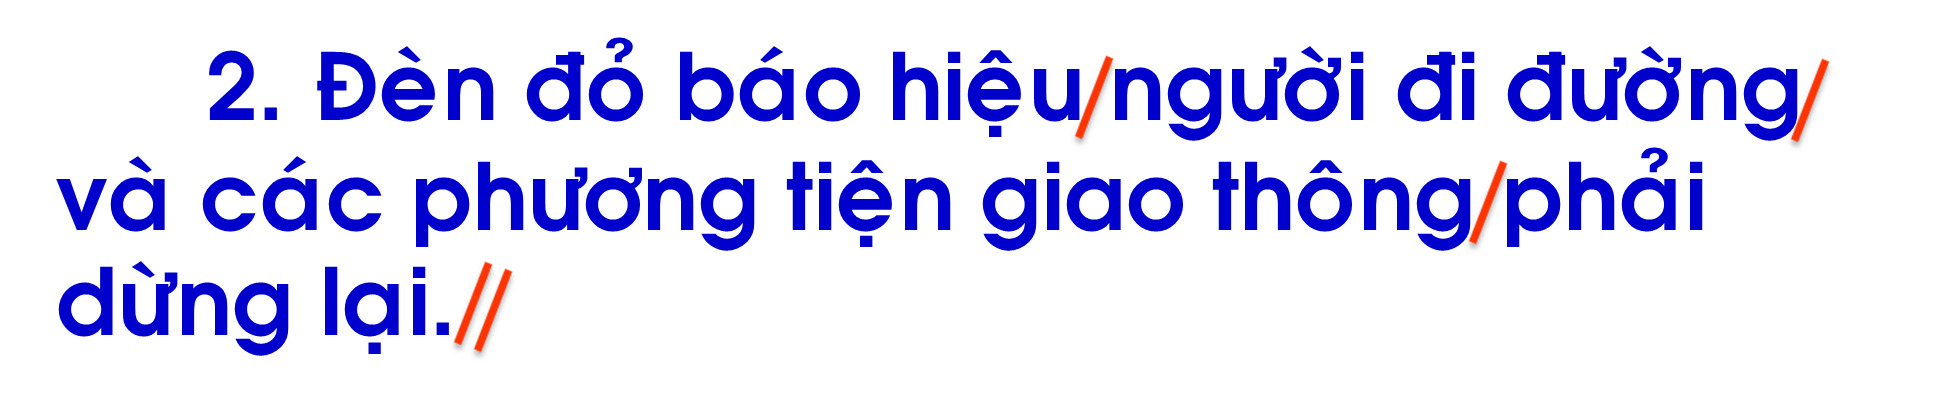 2. Đèn đỏ báo hiệu/người đi đường/
và các phương tiện giao thông/phải
dừng lại.//